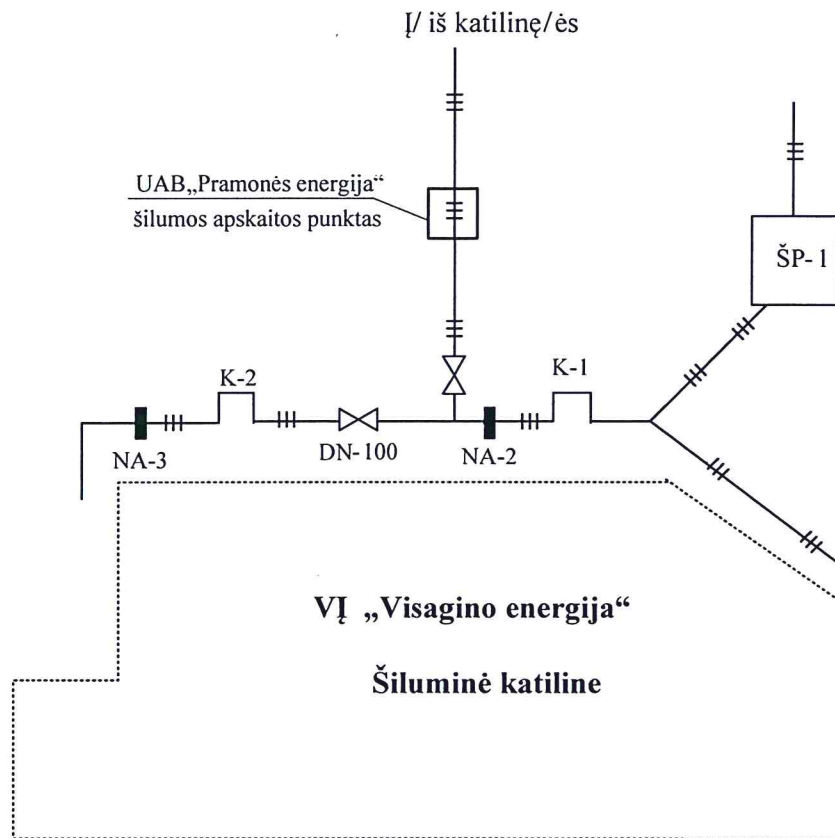 Į/ iš katilinę/ės
UAB„Pramonės energija“
šilumos apskaitos punktas
ŠP- 1
K-2
K-1
NA-3
DN-100
NA-2
VĮ „Visagino energija“
Šiluminė katiline